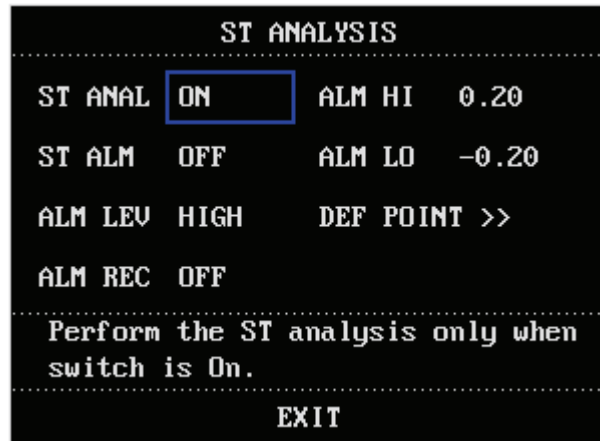 ST ANALYSIS
ST ANAL ON ALM HI 0.20
ST ALM OFF ALM LO -0.20
ALM LEV HIGH DEF POINT >>
ALM REC OFF
Perform the ST analysis only when
switch is On.
EXIT